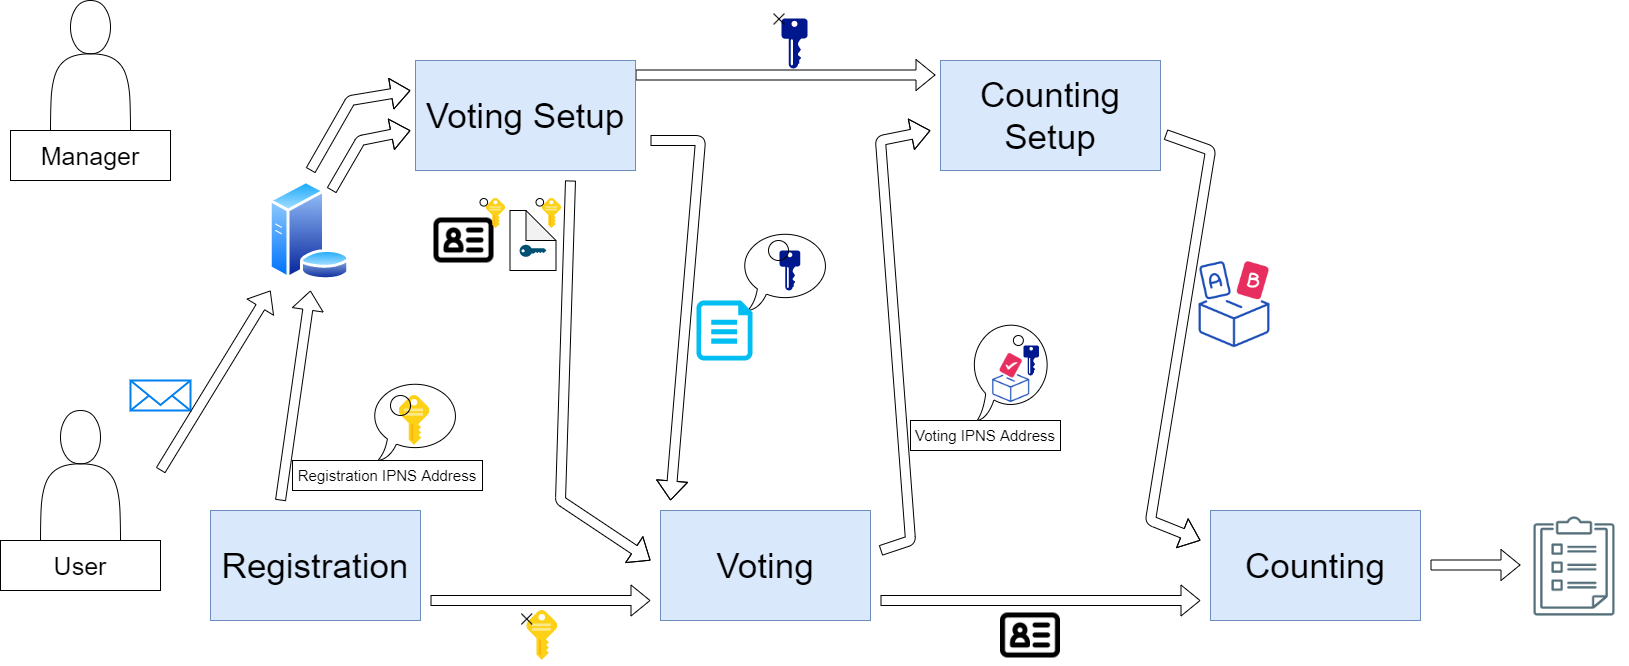 Manager
Voting Setup
Counting
Setup
A
B
Voting IPNS Address
Registration IPNS Address
User
Registration
Voting
Counting